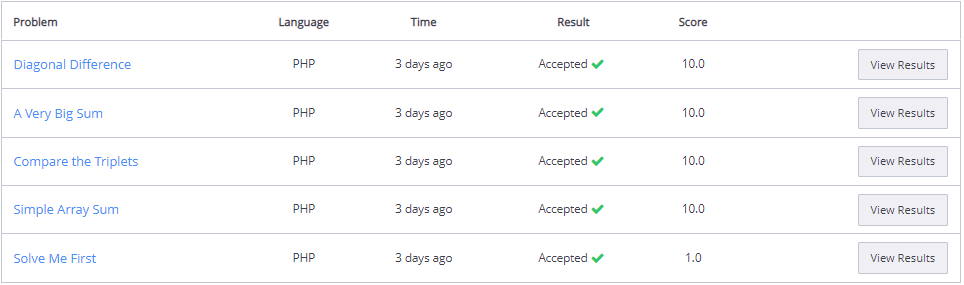 Problem Language Time Result Score
Diagonal Difference PHP 3 days ago Accepted 10.0 View Results
A Very Big Sum PHP 3 days ago Accepted 10.0 View Results
Compare the Triplets PHP 3 days ago Accepted 10.0 View Results
Simple Array Sum PHP 3 days ago Accepted 10.0 View Results
Solve Me First PHP 3 days ago Accepted 1.0 View Results